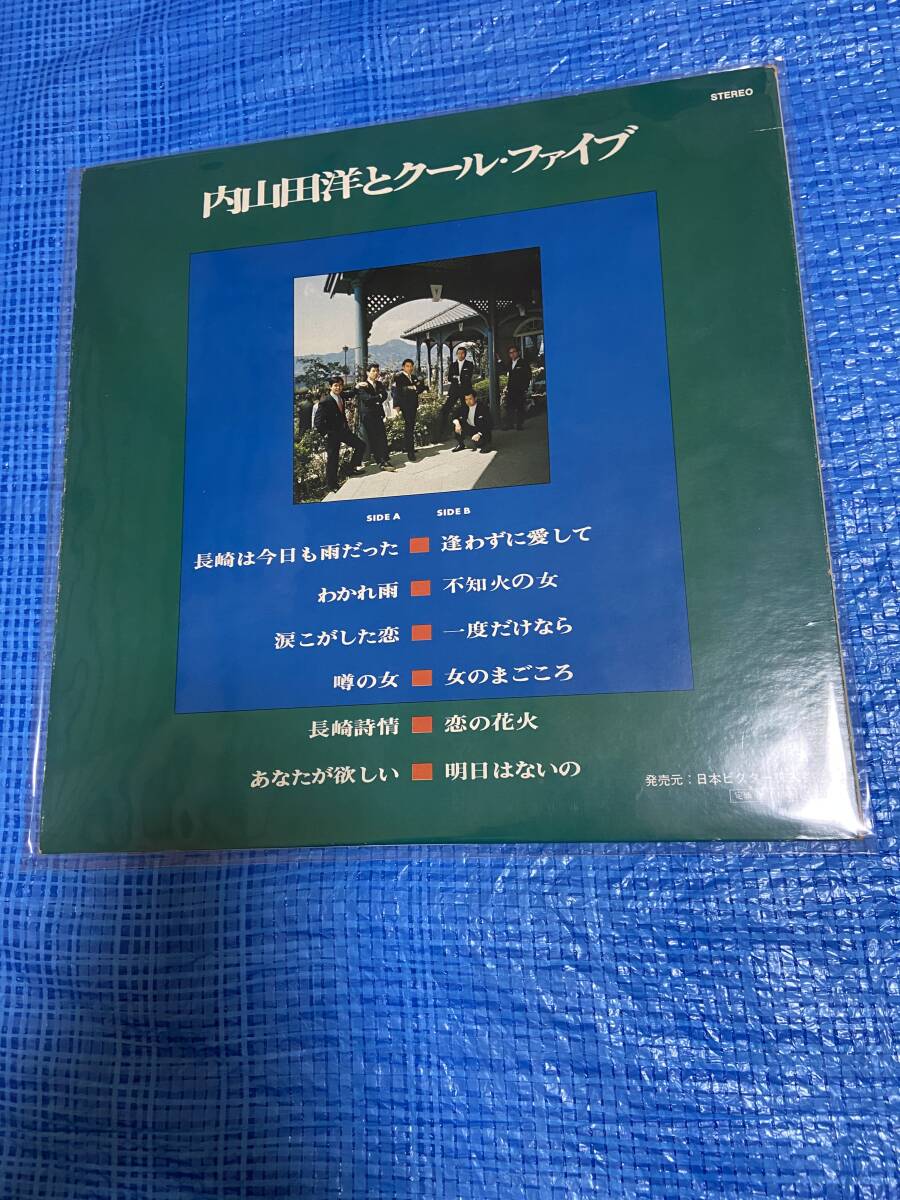 STEREO
内山田洋とクール・ファイブ
SIDE A SIDE B
長崎は今日も雨だった ■ 逢わずに愛して
わかれ雨 ■ 不知火の女
涙こがした恋 ■ 一度だけなら
噂の女 ■ 女のまごころ
長崎詩情 ■ 恋の花火
あなたが欲しい ■ 明日はないの
発売元：日本ビクター株式
定価